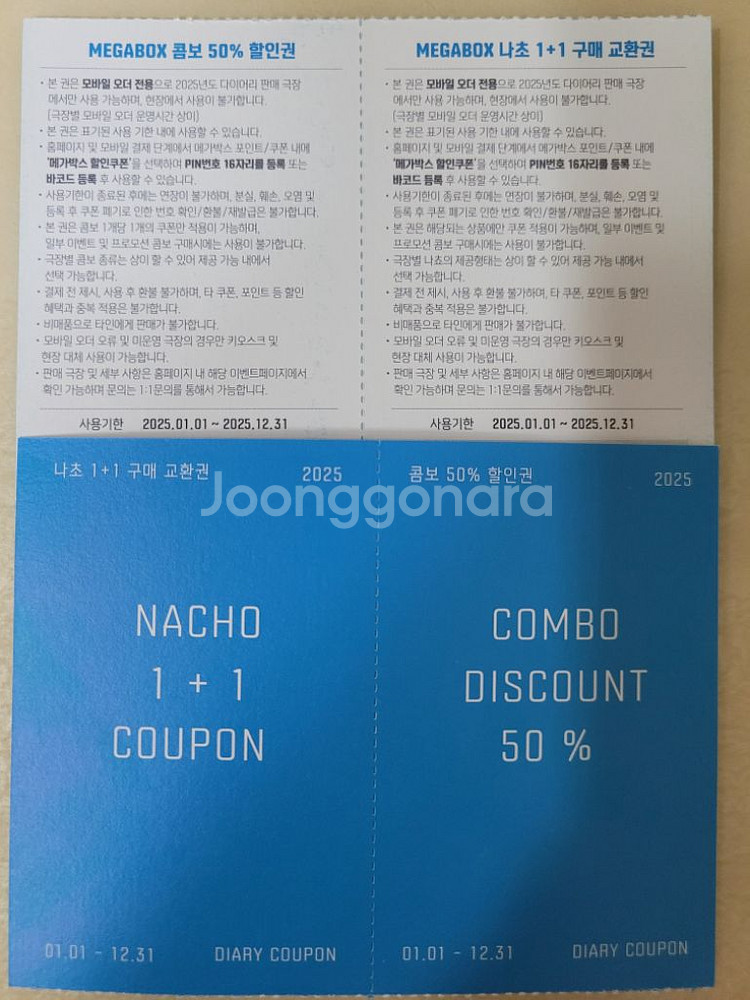 MEGABOX 콤보 50% 할인권
• 본 권은 모바일 오더 전용으로 2025년도 다이어리 판매 극장
에서만 사용 가능하며, 현장에서 사용이 불가합니다.
(극장별 모바일 오더 운영시간 상이)
• 본 권은 표기된 사용 기한 내에 사용할 수 있습니다.
• 홈페이지 및 모바일 결제 단계에서 메가박스 포인트/쿠폰 내에
'메가박스 할인쿠폰'을 선택하여 PIN번호 16자리를 등록 또는
바코드 등록 후 사용할 수 있습니다.
• 사용기한이 종료된 후에는 연장이 불가하며, 분실, 훼손, 오염 및
등록 후 쿠폰 폐기로 인한 번호 확인/환불/재발급은 불가합니다.
• 본 권은 콤보 1개당 1개의 쿠폰만 적용이 가능하며,
일부 이벤트 및 프로모션 콤보 구매시에는 사용이 불가합니다.
• 극장별 콤보 종류는 상이 할 수 있어 제공 가능 내에서
선택 가능합니다.
• 결제 전 제시, 사용 후 환불 불가하며, 타 쿠폰, 포인트 등 할인
혜택과 중복 적용은 불가합니다.
• 비매품으로 타인에게 판매가 불가합니다.
• 모바일 오더 오류 및 미운영 극장의 경우만 키오스크 및
현장 대체 사용이 가능합니다.
• 판매 극장 및 세부 사항은 홈페이지 내 해당 이벤트페이지에서
확인 가능하며 문의는 1:1문의를 통해서 가능합니다.
사용기한 2025.01.01 ~ 2025.12.31
MEGABOX 나초 1+1 구매 교환권
• 본 권은 모바일 오더 전용으로 2025년도 다이어리 판매 극장
에서만 사용 가능하며, 현장에서 사용이 불가합니다.
(극장별 모바일 오더 운영시간 상이)
• 본 권은 표기된 사용 기한 내에 사용할 수 있습니다.
• 홈페이지 및 모바일 결제 단계에서 메가박스 포인트/쿠폰 내에
'메가박스 할인쿠폰'을 선택하여 PIN번호 16자리를 등록 또는
바코드 등록 후 사용할 수 있습니다.
• 사용기한이 종료된 후에는 연장이 불가하며, 분실, 훼손, 오염 및
등록 후 쿠폰 폐기로 인한 번호 확인/환불/재발급은 불가합니다.
• 본 권은 해당되는 상품에만 쿠폰 적용이 가능하며, 일부 이벤트 및
프로모션 콤보 구매시에는 사용이 불가합니다.
• 극장별 나쵸의 제공형태는 상이 할 수 있어 제공 가능 내에서
선택 가능합니다.
• 결제 전 제시, 사용 후 환불 불가하며, 타 쿠폰, 포인트 등 할인
혜택과 중복 적용은 불가합니다.
• 비매품으로 타인에게 판매가 불가합니다.
• 모바일 오더 오류 및 미운영 극장의 경우만 키오스크 및
현장 대체 사용이 가능합니다.
• 판매 극장 및 세부 사항은 홈페이지 내 해당 이벤트페이지에서
확인 가능하며 문의는 1:1문의를 통해서 가능합니다.
사용기한 2025.01.01 ~ 2025.12.31
나초 1+1 구매 교환권 2025
NACHO
1 + 1
COUPON
01.01 - 12.31 DIARY COUPON
콤보 50% 할인권 2025
COMBO
DISCOUNT
50 %
01.01 - 12.31 DIARY COUPON
Joonggonara